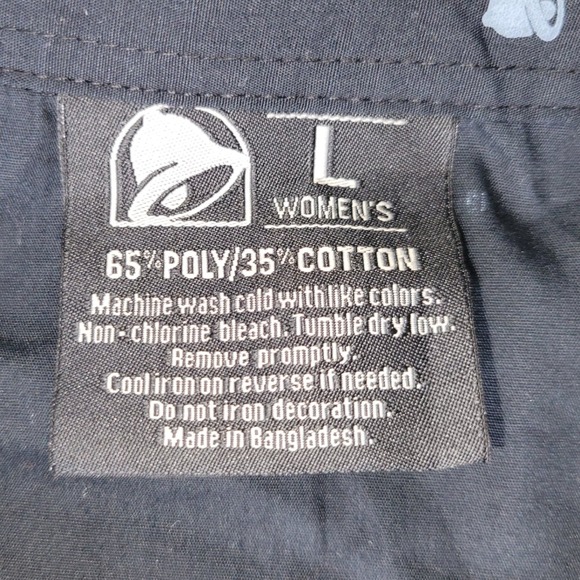 L
WOMEN'S
65% POLY/35% COTTON
Machine wash cold with like colors.
Non-chlorine bleach. Tumble dry low.
Remove promptly.
Cool iron on reverse if needed.
Do not iron decoration.
Made in Bangladesh.